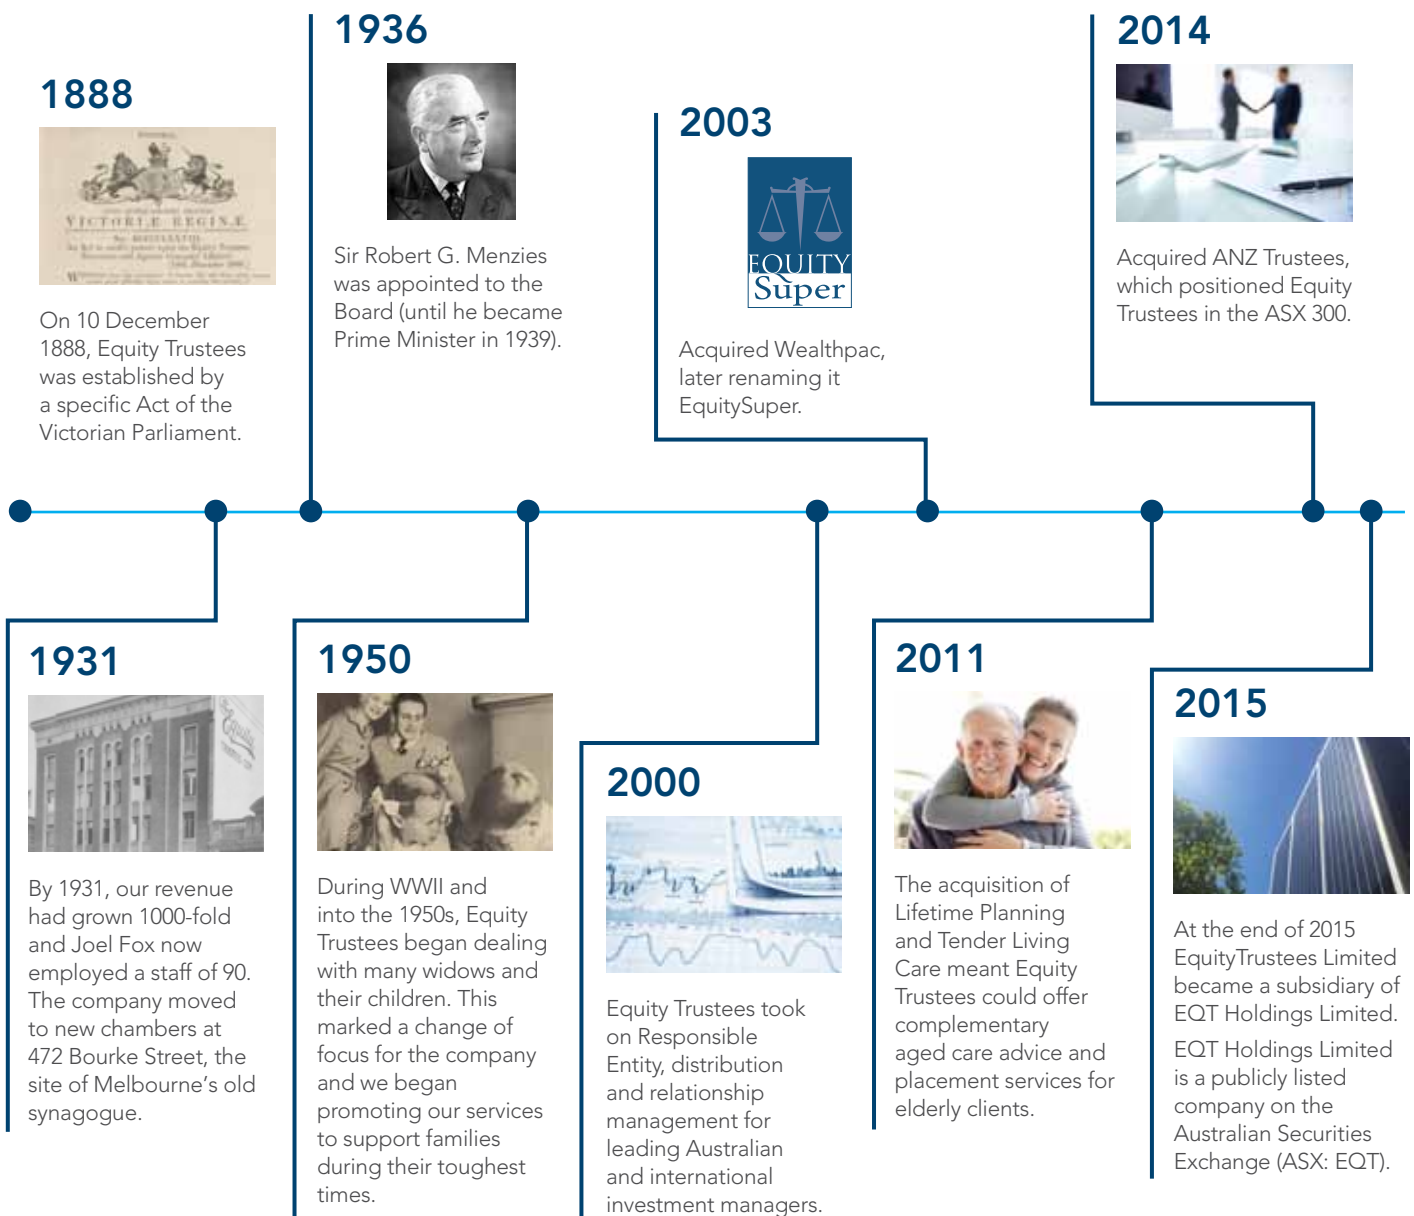 1888
VICTORIÆ REGINÆ
On 10 December
1888, Equity Trustees
was established by
a specific Act of the
Victorian Parliament.
1936
Sir Robert G. Menzies
was appointed to the
Board (until he became
Prime Minister in 1939).
2003
EQUITY
Super
Acquired Wealthpac,
later renaming it
EquitySuper.
2014
Acquired ANZ Trustees,
which positioned Equity
Trustees in the ASX 300.
1931
Equity
By 1931, our revenue
had grown 1000-fold
and Joel Fox now
employed a staff of 90.
The company moved
to new chambers at
472 Bourke Street, the
site of Melbourne's old
synagogue.
1950
During WWII and
into the 1950s, Equity
Trustees began dealing
with many widows and
their children. This
marked a change of
focus for the company
and we began
promoting our services
to support families
during their toughest
times.
2000
Equity Trustees took
on Responsible
Entity, distribution
and relationship
management for
leading Australian
and international
investment managers.
2011
The acquisition of
Lifetime Planning
and Tender Living
Care meant Equity
Trustees could offer
complementary
aged care advice and
placement services for
elderly clients.
2015
At the end of 2015
EquityTrustees Limited
became a subsidiary of
EQT Holdings Limited.
EQT Holdings Limited
is a publicly listed
company on the
Australian Securities
Exchange (ASX: EQT).